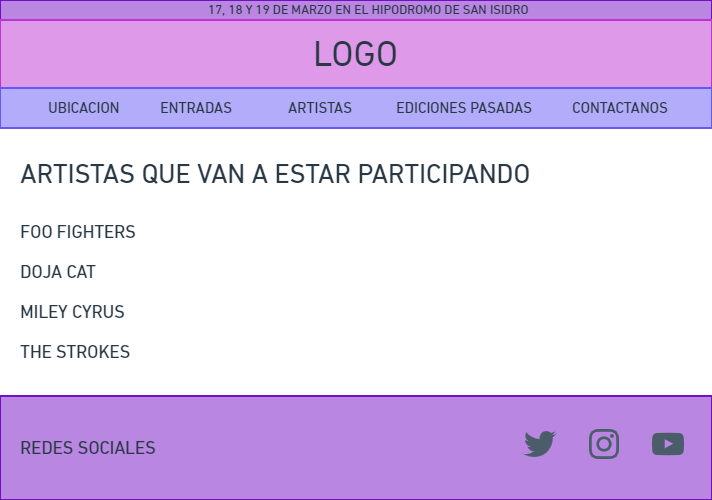 17, 18 Y 19 DE MARZO EN EL HIPODROMO DE SAN ISIDRO
LOGO
UBICACION ENTRADAS ARTISTAS EDICIONES PASADAS CONTACTANOS
ARTISTAS QUE VAN A ESTAR PARTICIPANDO
FOO FIGHTERS
DOJA CAT
MILEY CYRUS
THE STROKES
REDES SOCIALES